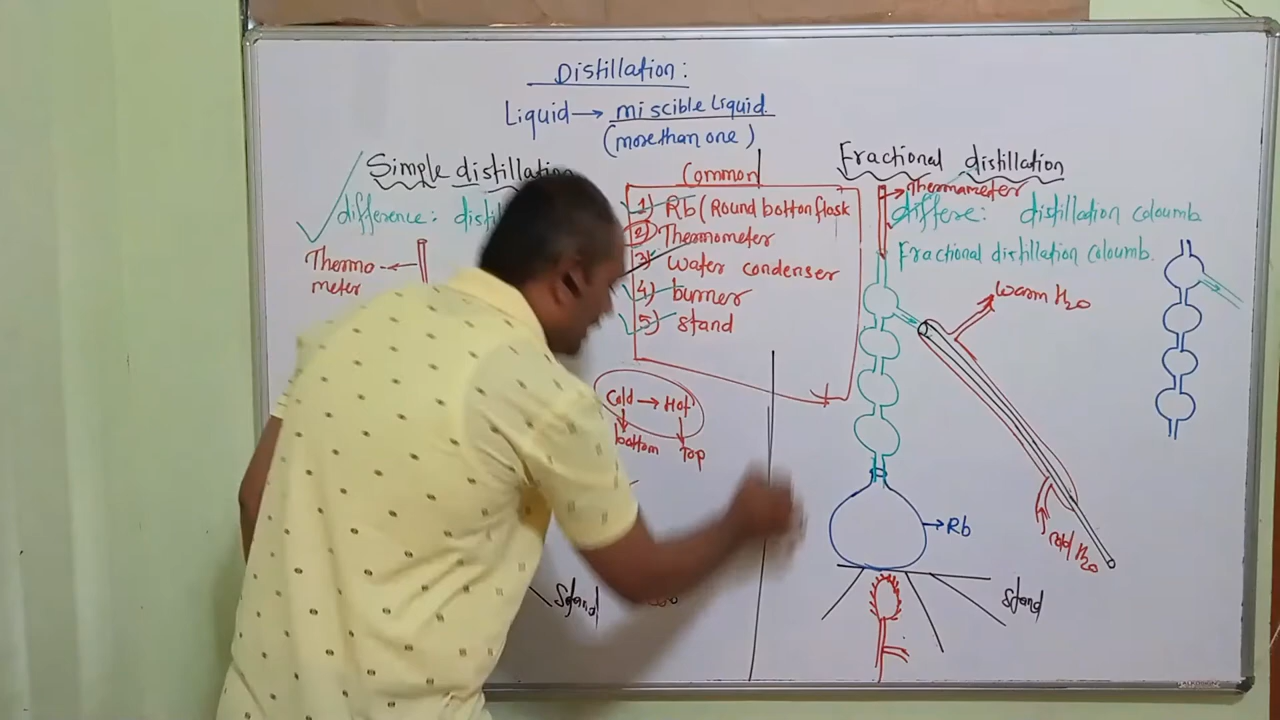 Distillation:
Liquid → miscible Liquid.
(more than one)
Simple distillation
difference:
Thermo
meter
Common
1) Rb (Round botton flask
2) Thermometer
3) Water condenser
4) burner
5) stand
Cold → Hot
bottom
Top
Stand
Fractional distillation
Thermometer
differe: distillation coloumb
Fractional distillation coloumb.
warm H2O
Rb
cold H2O
stand